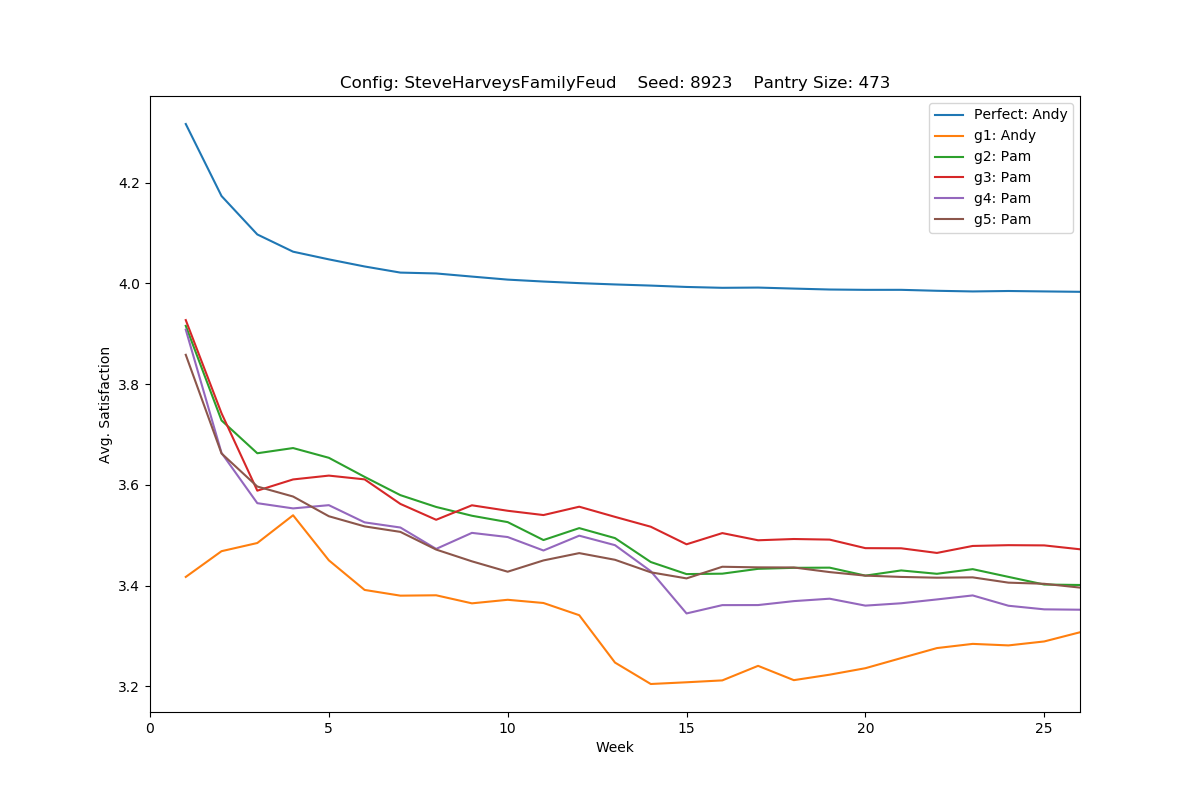 Config: SteveHarveysFamilyFeud    Seed: 8923    Pantry Size: 473
Perfect: Andy
g1: Andy
g2: Pam
g3: Pam
g4: Pam
g5: Pam
Avg. Satisfaction
4.2
4.0
3.8
3.6
3.4
3.2
0 5 10 15 20 25
Week